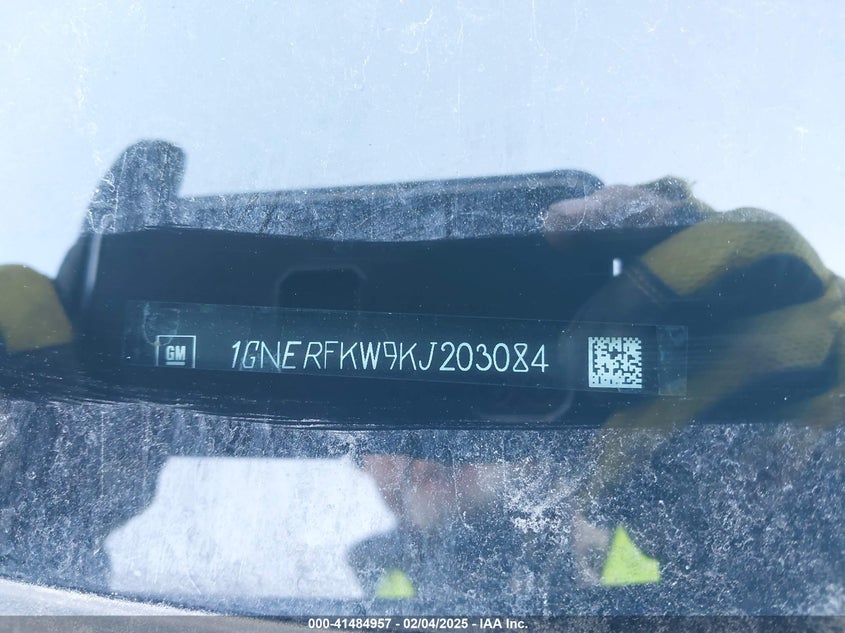 GM 1GNERFKW9KJ203084
000-41484957 - 02/04/2025 - IAA Inc.